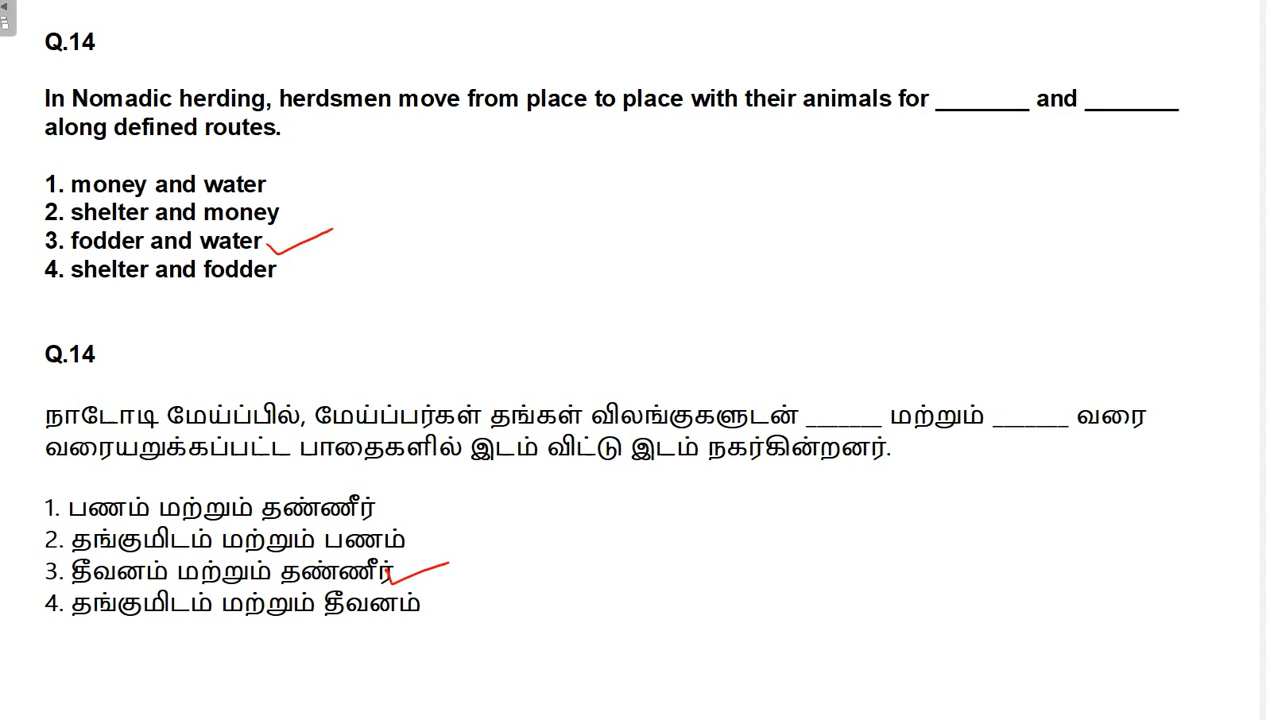 Q.14
In Nomadic herding, herdsmen move from place to place with their animals for _______ and _______
along defined routes.
1. money and water
2. shelter and money
3. fodder and water
4. shelter and fodder
Q.14
நாடோடி மேய்ப்பில், மேய்ப்பர்கள் தங்கள் விலங்குகளுடன் _______ மற்றும் _______ வரை
வரையறுக்கப்பட்ட பாதைகளில் இடம் விட்டு இடம் நகர்கின்றனர்.
1. பணம் மற்றும் தண்ணீர்
2. தங்குமிடம் மற்றும் பணம்
3. தீவனம் மற்றும் தண்ணீர்
4. தங்குமிடம் மற்றும் தீவனம்